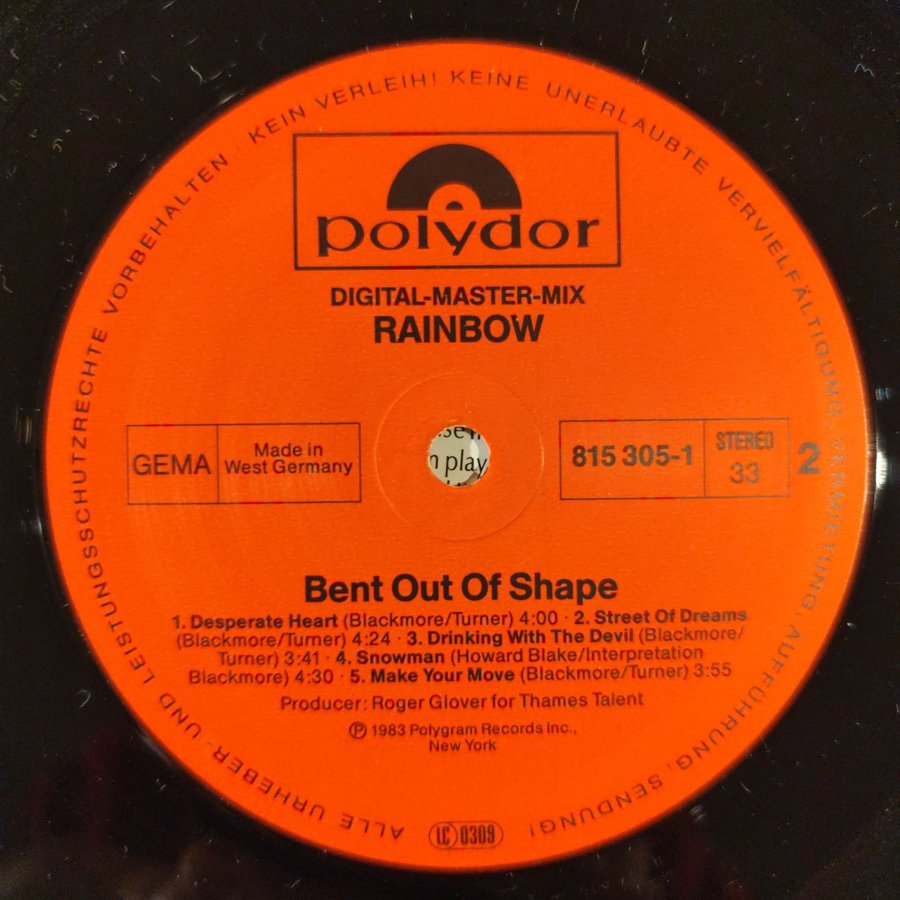 ALLE URHEBER- UND LEISTUNGSSCHUTZRECHTE VORBEHALTEN · KEIN VERLEIH! KEINE UNERLAUBTE VERVIELFÄLTIGUNG, VERMIETUNG, AUFFÜHRUNG, SENDUNG!
polydor
DIGITAL-MASTER-MIX
RAINBOW
GEMA
Made in
West Germany
play
815 305-1
STEREO
33
2
Bent Out Of Shape
1. Desperate Heart (Blackmore/Turner) 4:00 · 2. Street Of Dreams
(Blackmore/Turner) 4:24 · 3. Drinking With The Devil (Blackmore/
Turner) 3:41 · 4. Snowman (Howard Blake/Interpretation
Blackmore) 4:30 · 5. Make Your Move (Blackmore/Turner) 3:55
Producer: Roger Glover for Thames Talent
Ⓟ 1983 Polygram Records Inc.,
New York
LC 0309